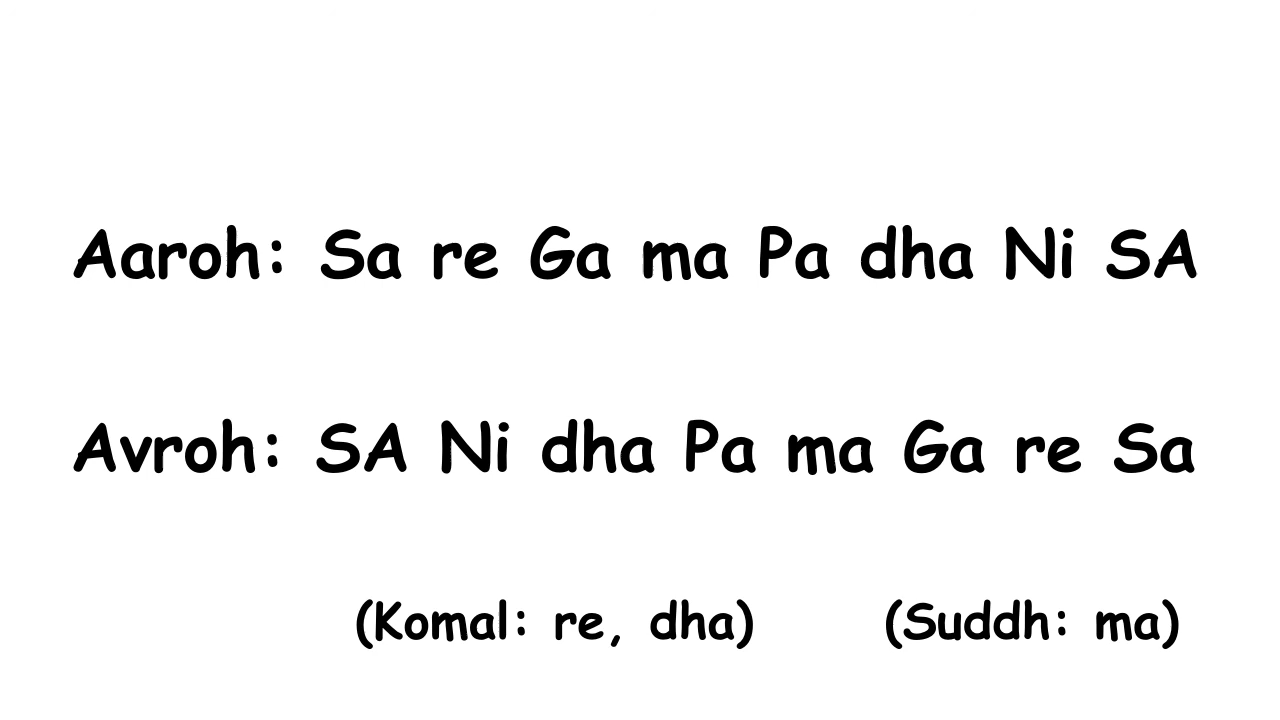 Aaroh: Sa re Ga ma Pa dha Ni SA
Avroh: SA Ni dha Pa ma Ga re Sa
(Komal: re, dha) (Suddh: ma)